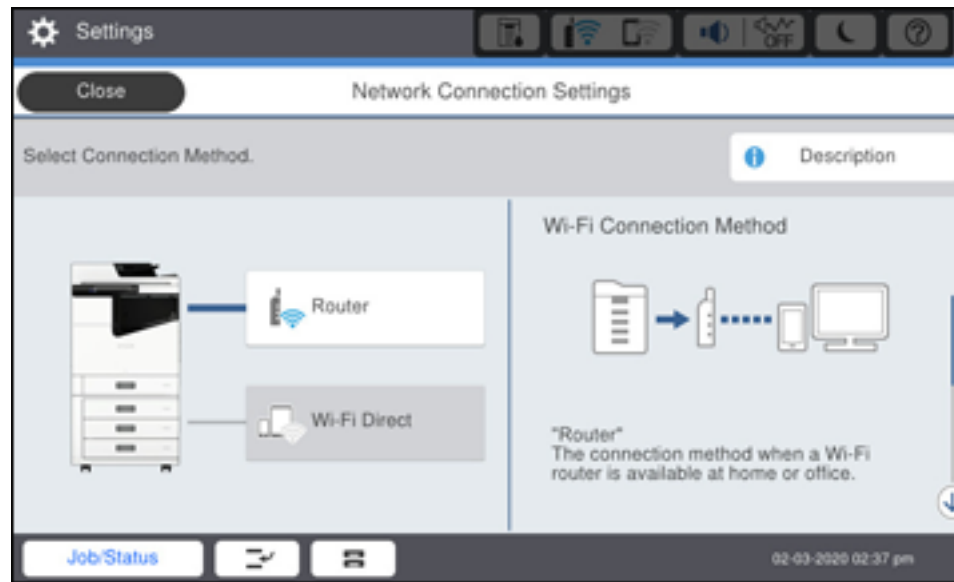 Settings
OFF
Close
Network Connection Settings
Select Connection Method.
Description
Router
Wi-Fi Direct
Wi-Fi Connection Method
"Router"
The connection method when a Wi-Fi
router is available at home or office.
Job/Status
02-03-2020 02:37 pm